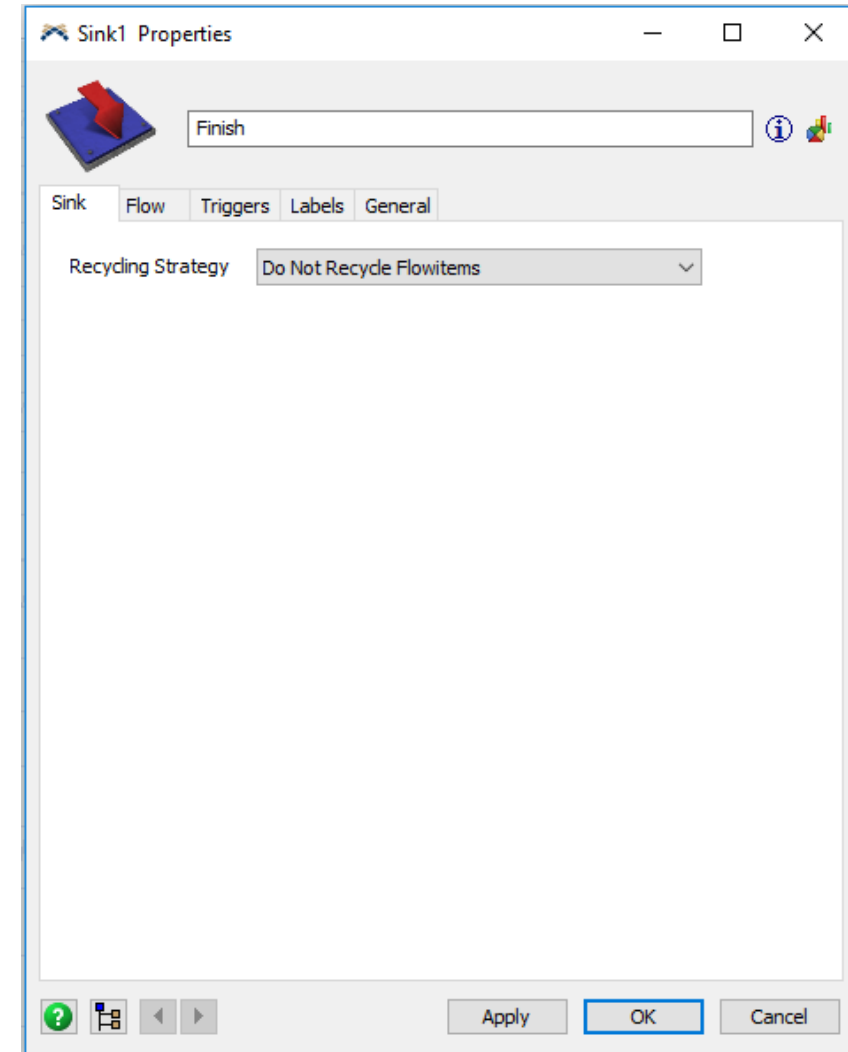 Sink1 Properties
Finish
Sink Flow Triggers Labels General
Recycling Strategy Do Not Recycle Flowitems
Apply OK Cancel